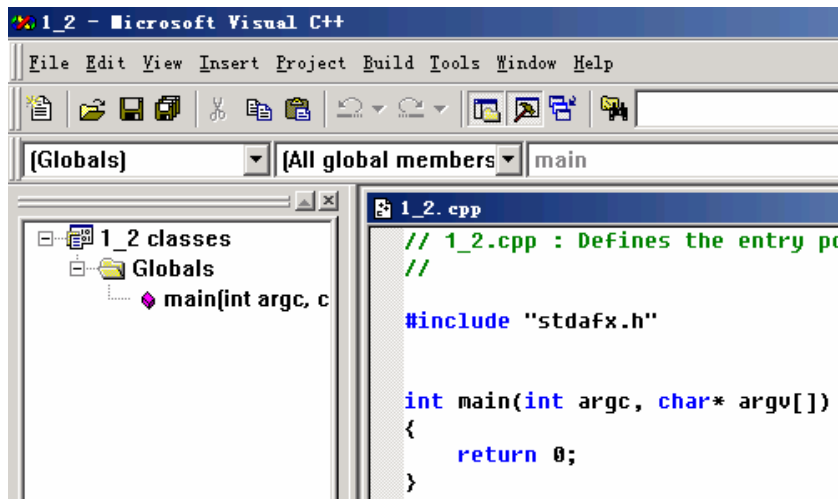 1_2 - Microsoft Visual C++
File Edit View Insert Project Build Tools Window Help
(Globals) (All global members main
1_2 classes
Globals
main(int argc, c
1_2.cpp
// 1_2.cpp : Defines the entry po
//
#include "stdafx.h"
int main(int argc, char* argv[])
{
return 0;
}